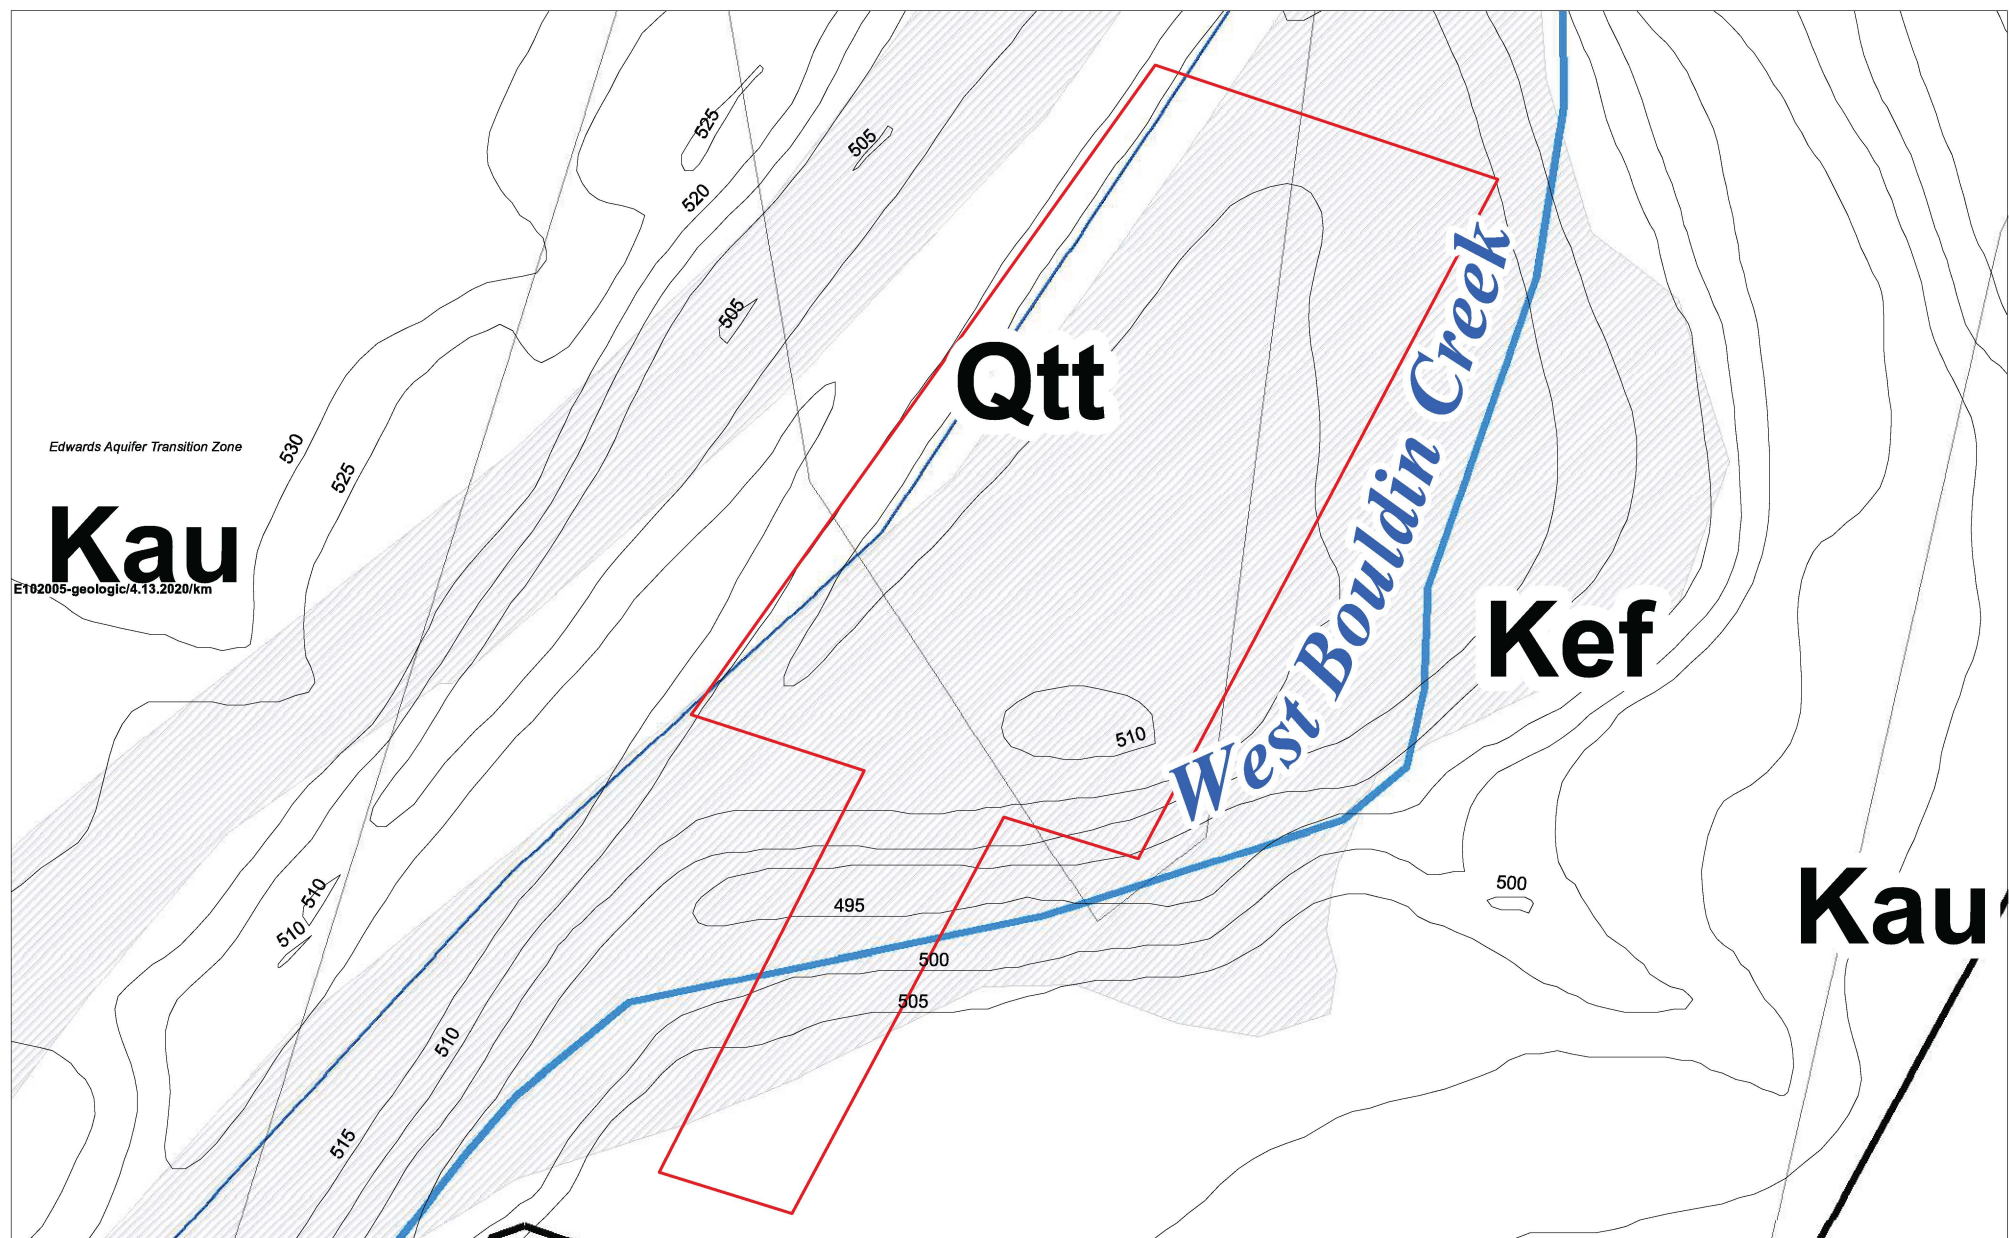 525
505
520
505
Qtt
530
525
Edwards Aquifer Transition Zone
Kau
E102005-geologic/4.13.2020/km
West Bouldin Creek
Kef
510
510
495
500
Kau
510
500
505
510
515